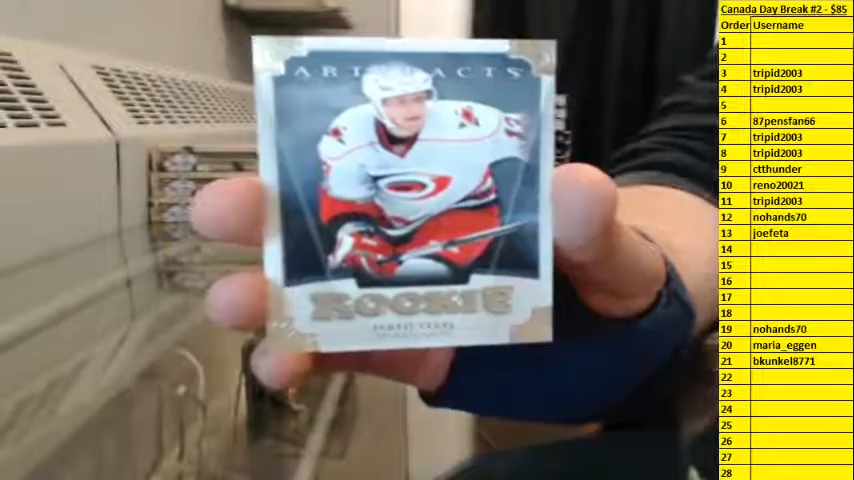 Canada Day Break #2 - $85
Order Username
1
2
3 tripid2003
4 tripid2003
5
6 87pensfan66
7 tripid2003
8 tripid2003
9 ctthunder
10 reno20021
11 tripid2003
12 nohands70
13 joefeta
14
15
16
17
18
19 nohands70
20 maria_eggen
21 bkunkel8771
22
23
24
25
26
27
28
ARTIFACTS
12
ROOKIE